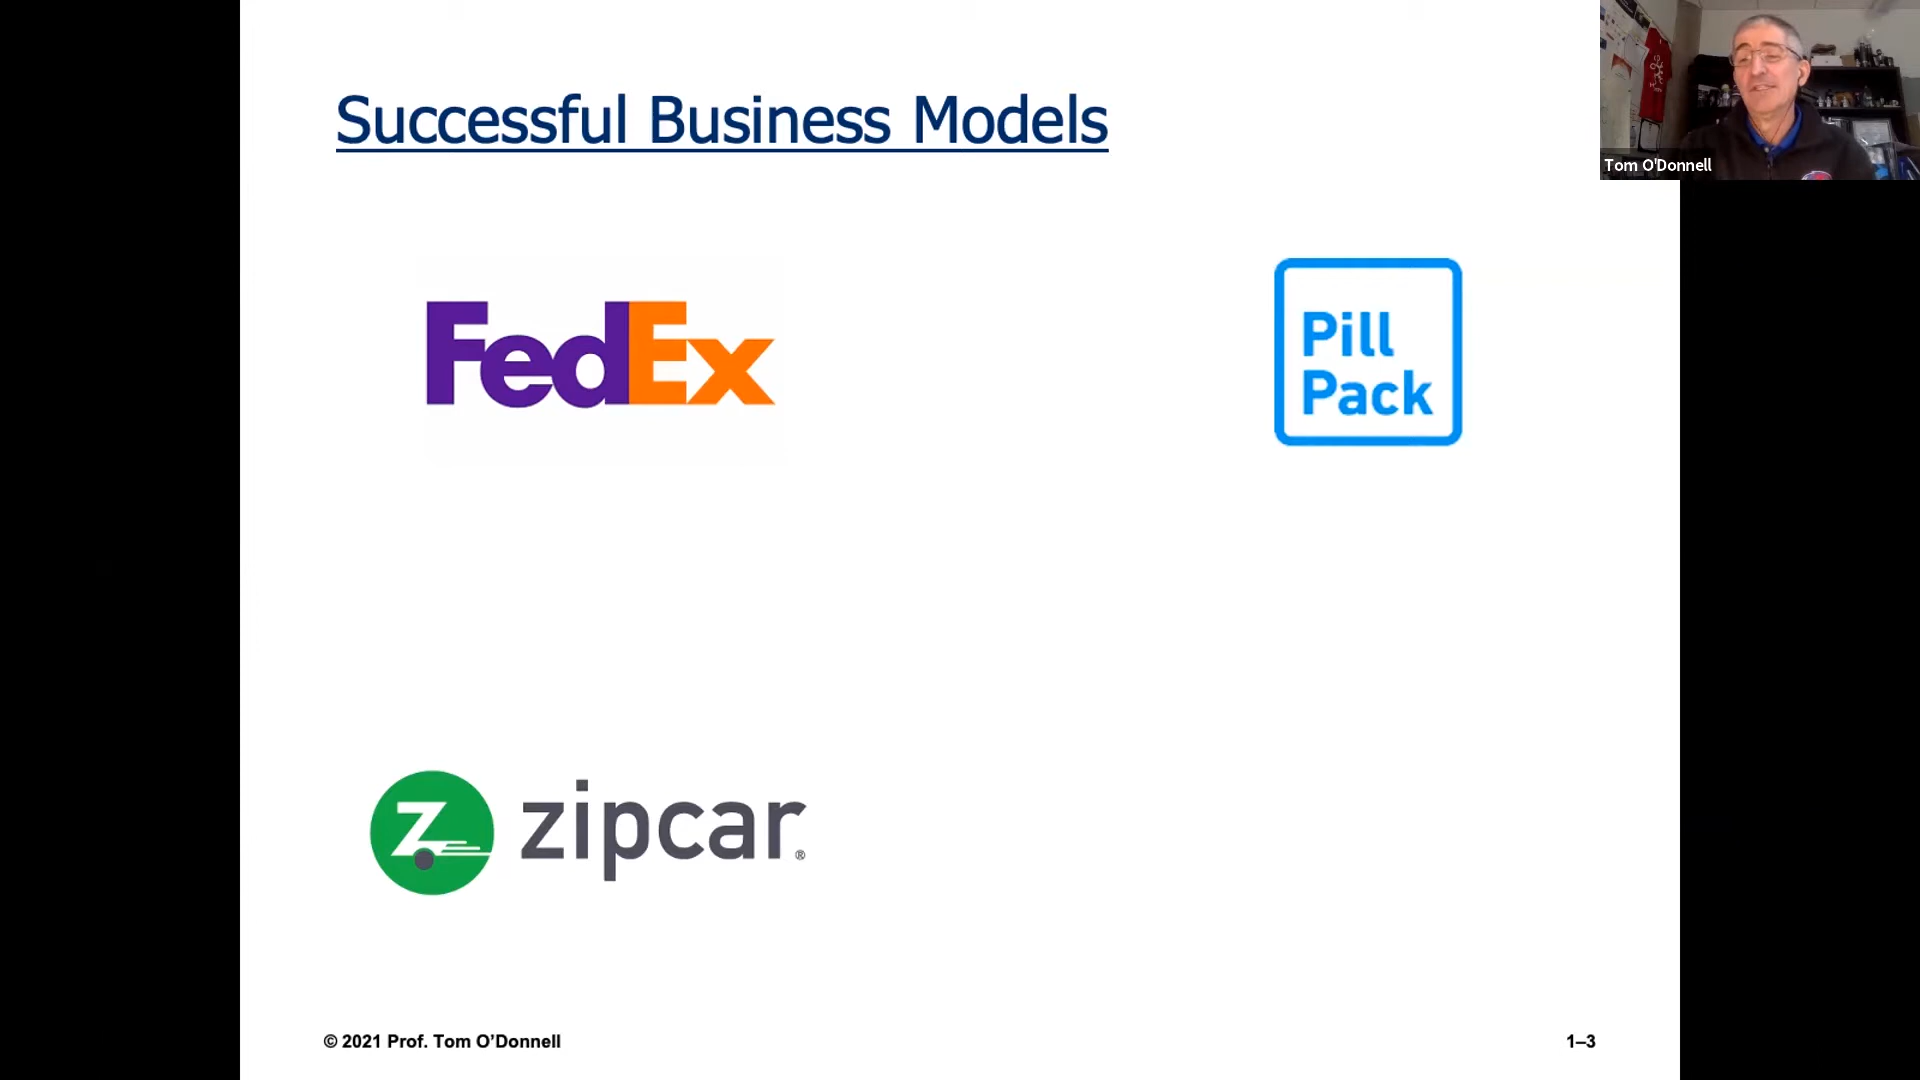 Successful Business Models
Tom O'Donnell
FedEx
Pill
Pack
Z
zipcar®
© 2021 Prof. Tom O’Donnell
1–3